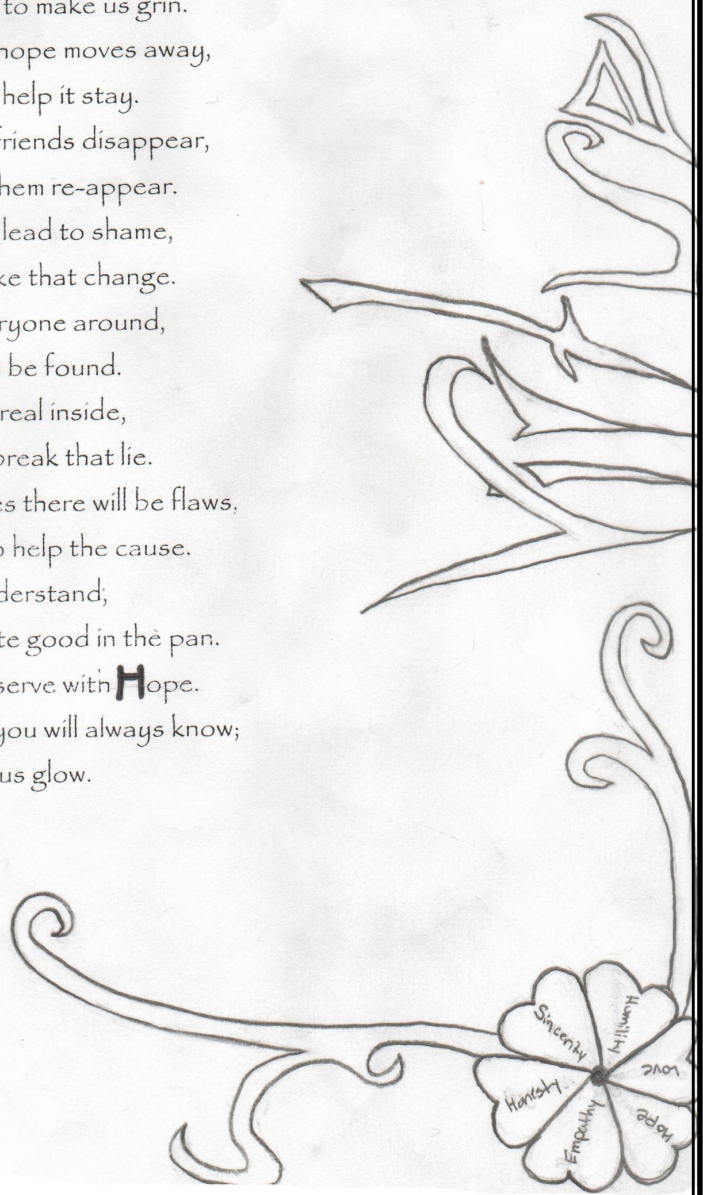 to make us grin.
hope moves away,
help it stay.
friends disappear,
hem re-appear.
lead to shame,
ke that change.
ryone around,
be found.
real inside,
break that lie.
es there will be flaws,
o help the cause.
derstand;
te good in the pan.
serve with Hope.
you will always know;
us glow.
Sincerity
Humility
Love
Hope
Empathy
Honesty